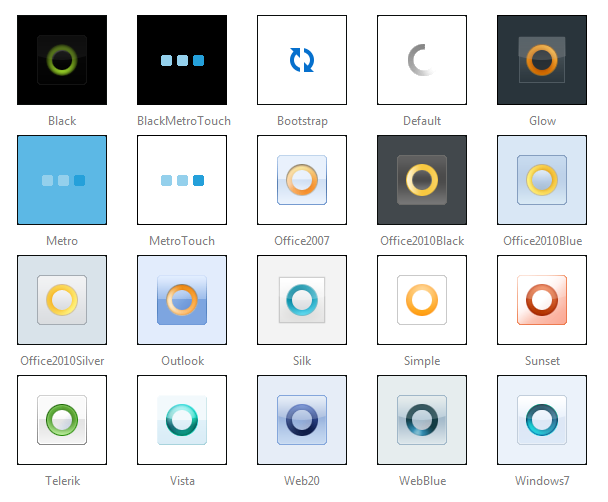 Black BlackMetroTouch Bootstrap Default Glow
Metro MetroTouch Office2007 Office2010Black Office2010Blue
Office2010Silver Outlook Silk Simple Sunset
Telerik Vista Web20 WebBlue Windows7